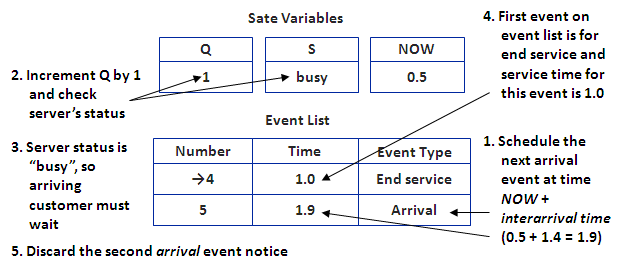 Sate Variables
Q S NOW
1 busy 0.5
2. Increment Q by 1
and check
server's status
4. First event on
event list is for
end service and
service time for
this event is 1.0
Event List
3. Server status is
"busy", so
arriving
customer must
wait
Number Time Event Type
→4 1.0 End service
5 1.9 Arrival
1. Schedule the
next arrival
event at time
NOW +
interarrival time
(0.5 + 1.4 = 1.9)
5. Discard the second arrival event notice